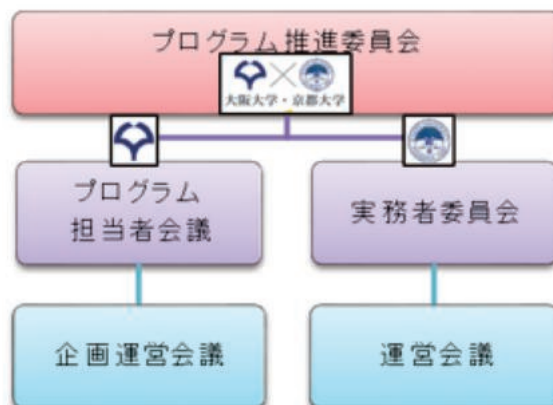 プログラム推進委員会
大阪大学・京都大学
プログラム
担当者会議
実務者委員会
企画運営会議
運営会議